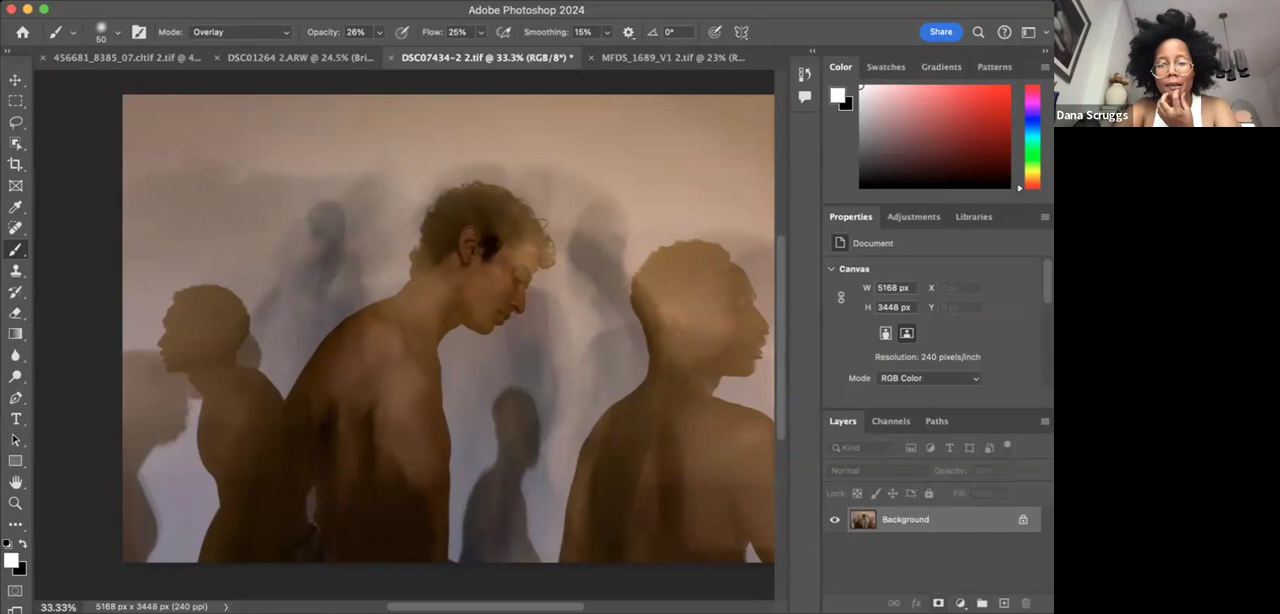 Adobe Photoshop 2024
50 Mode: Overlay Opacity: 26% Flow: 25% Smoothing: 15% 0° Share
456681_8385_07.cltif 2.tif @ 4... × DSC01264 2.ARW @ 24.5% (Bri... × DSC07434-2 2.tif @ 33.3% (RGB/8*) * × MFDS_1689_V1 2.tif @ 23% (R...
Color Swatches Gradients Patterns
Dana Scruggs
Properties Adjustments Libraries
Document
Canvas
W 5168 px X
H 3448 px Y
Resolution: 240 pixels/inch
Mode RGB Color
Layers Channels Paths
Kind
Normal Opacity:
Lock: Fill:
Background
33.33% 5168 px x 3448 px (240 ppi)